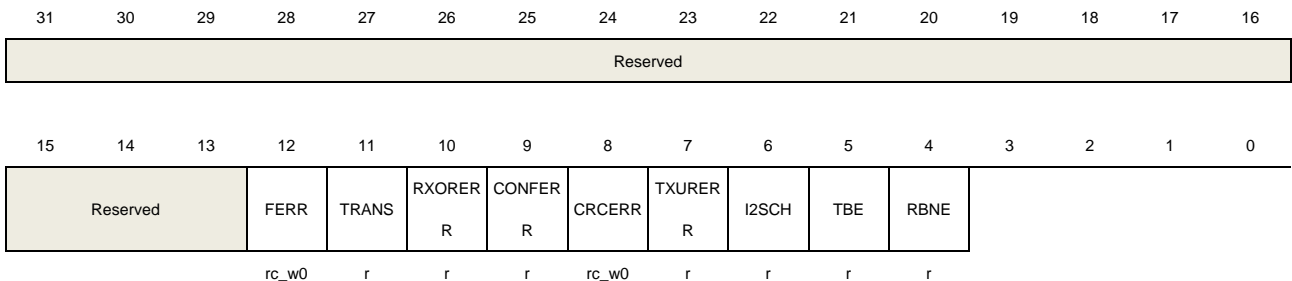 31 30 29 28 27 26 25 24 23 22 21 20 19 18 17 16
Reserved
15 14 13 12 11 10 9 8 7 6 5 4 3 2 1 0
Reserved FERR TRANS RXORER R CONFER R CRCERR TXURER R I2SCH TBE RBNE
rc_w0 r r r rc_w0 r r r r